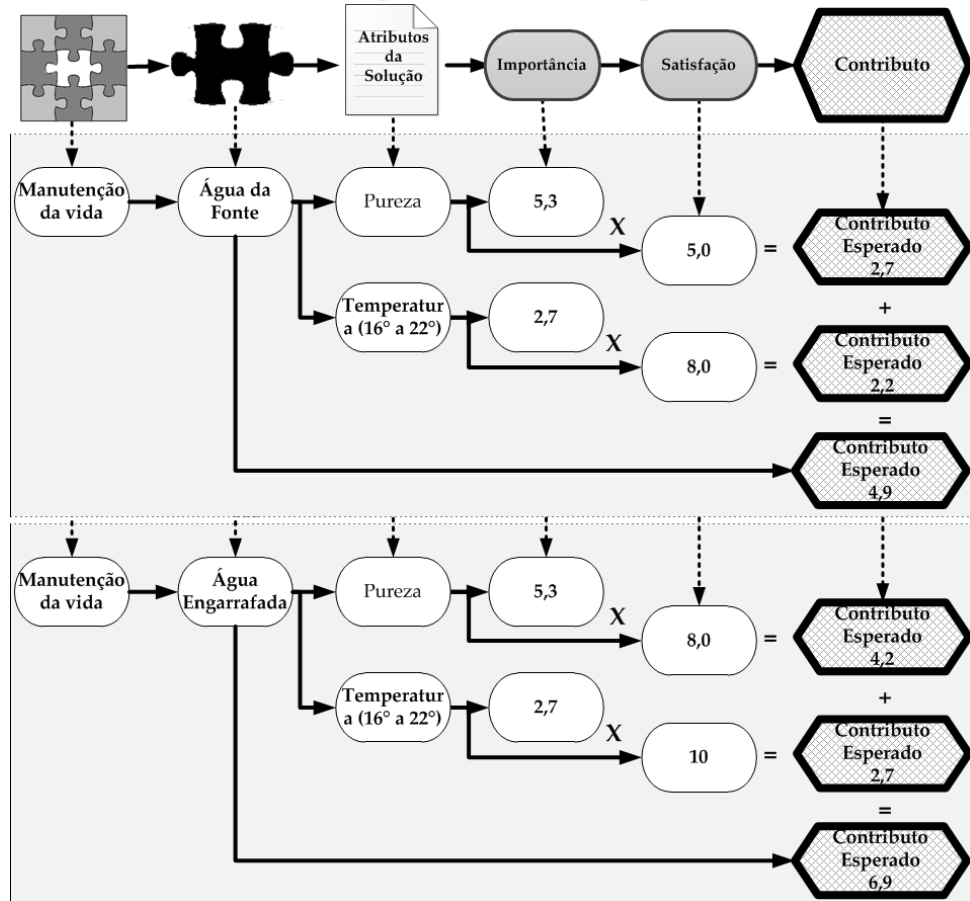 Atributos
da
Solução
Importância
Satisfação
Contributo
Manutenção
da vida
Água da
Fonte
Pureza
5,3
X
5,0
=
Contributo
Esperado
2,7
+
Temperatur
a (16° a 22°)
2,7
X
8,0
=
Contributo
Esperado
2,2
=
Contributo
Esperado
4,9
Manutenção
da vida
Água
Engarrafada
Pureza
5,3
X
8,0
=
Contributo
Esperado
4,2
+
Temperatur
a (16° a 22°)
2,7
X
10
=
Contributo
Esperado
2,7
=
Contributo
Esperado
6,9